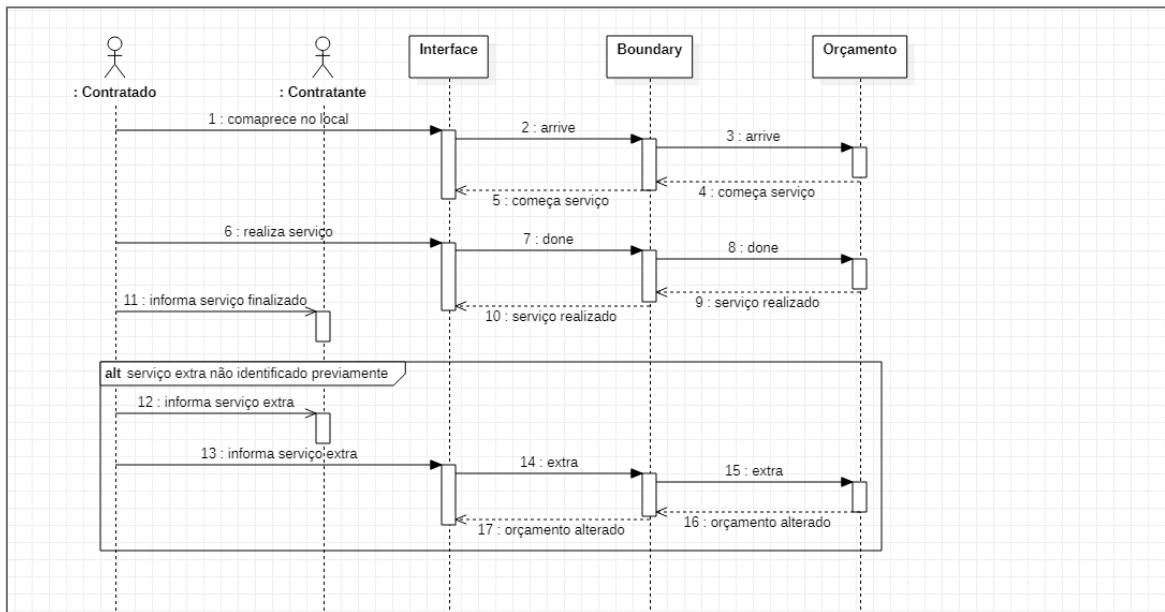 Interface
Boundary
Orçamento
: Contratado
: Contratante
1 : comaprece no local
2 : arrive
3 : arrive
4 : começa serviço
5 : começa serviço
6 : realiza serviço
7 : done
8 : done
9 : serviço realizado
10 : serviço realizado
11 : informa serviço finalizado
alt serviço extra não identificado previamente
12 : informa serviço extra
13 : informa serviço extra
14 : extra
15 : extra
16 : orçamento alterado
17 : orçamento alterado